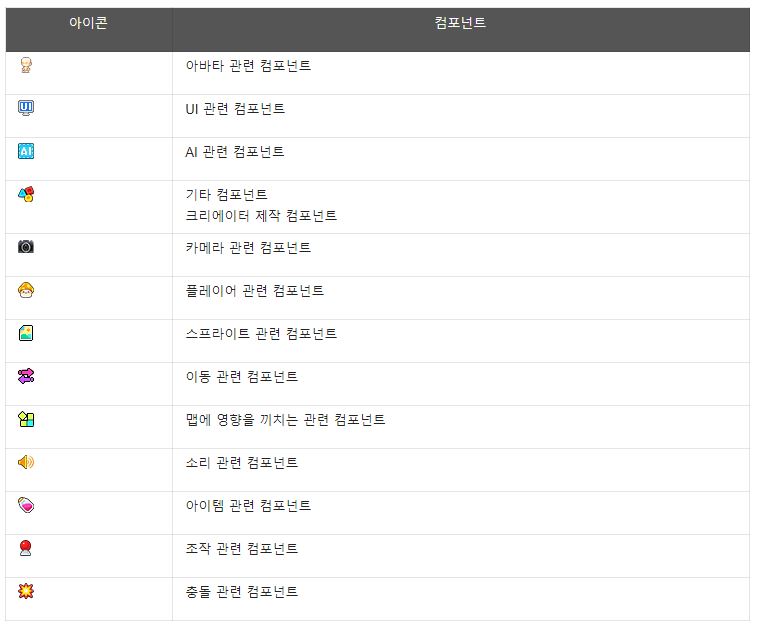 아이콘
컴포넌트
아바타 관련 컴포넌트
UI
UI 관련 컴포넌트
AI
AI 관련 컴포넌트
기타 컴포넌트
크리에이터 제작 컴포넌트
카메라 관련 컴포넌트
플레이어 관련 컴포넌트
스프라이트 관련 컴포넌트
이동 관련 컴포넌트
맵에 영향을 끼치는 관련 컴포넌트
소리 관련 컴포넌트
아이템 관련 컴포넌트
조작 관련 컴포넌트
충돌 관련 컴포넌트